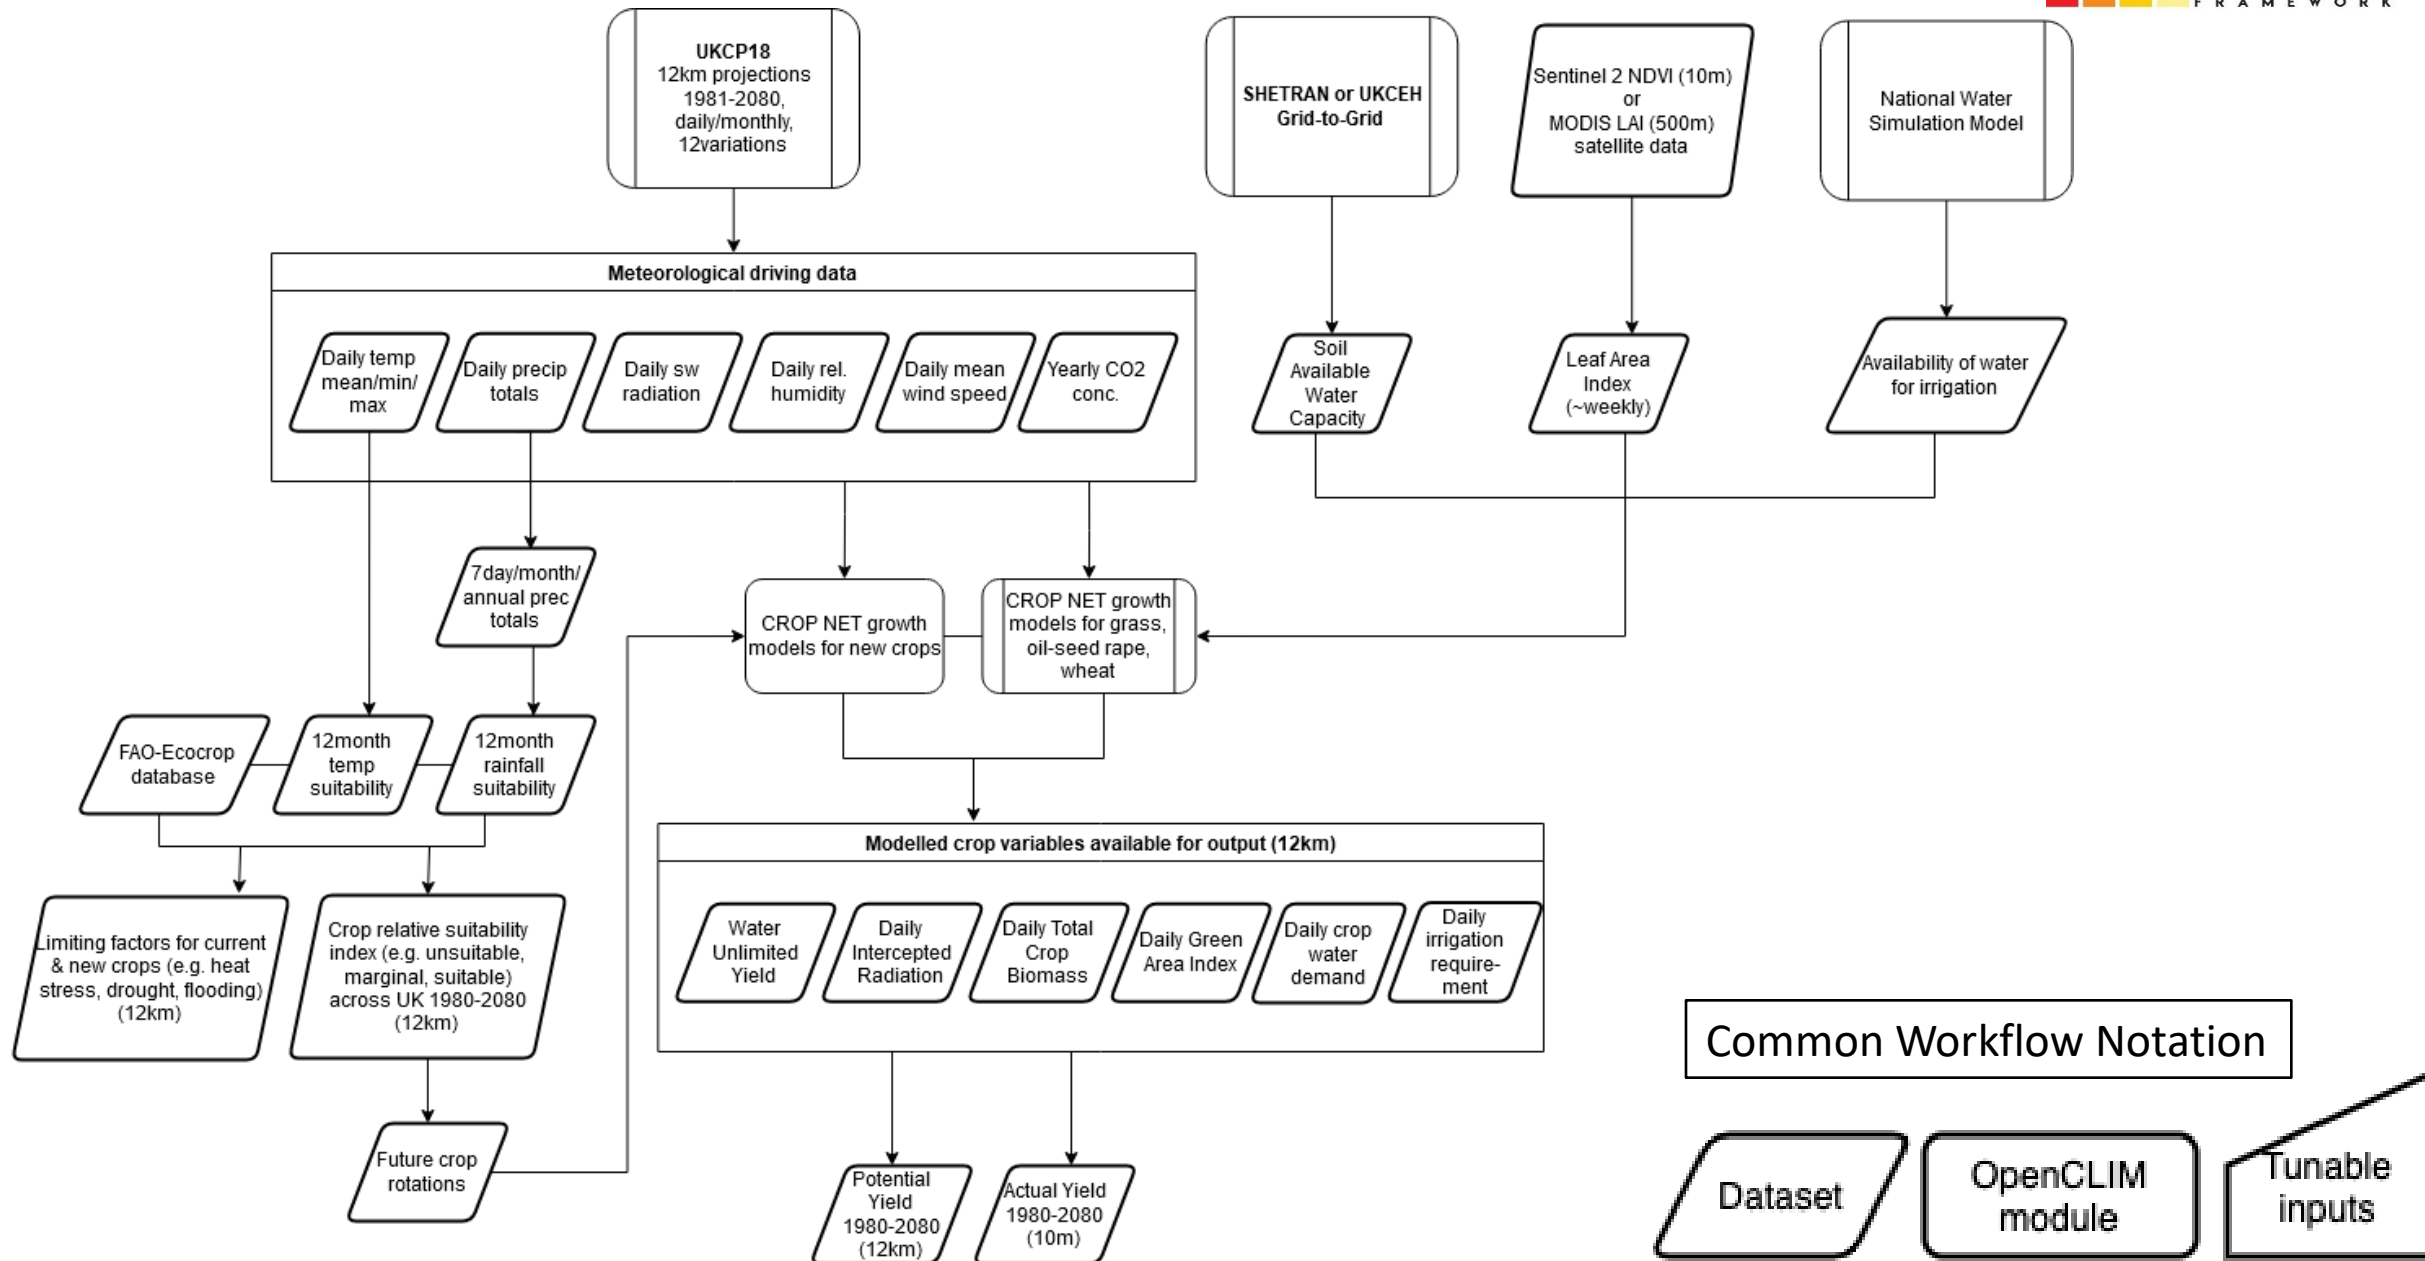 FRAMEWORK
UKCP18
12km projections
1981-2080,
daily/monthly,
12variations
SHETRAN or UKCEH
Grid-to-Grid
Sentinel 2 NDVI (10m)
or
MODIS LAI (500m)
satellite data
National Water
Simulation Model
Meteorological driving data
Daily temp
mean/min/
max
Daily precip
totals
Daily sw
radiation
Daily rel.
humidity
Daily mean
wind speed
Yearly CO2
conc.
Soil
Available
Water
Capacity
Leaf Area
Index
(~weekly)
Availability of water
for irrigation
7day/month/
annual prec
totals
CROP NET growth
models for new crops
CROP NET growth
models for grass,
oil-seed rape,
wheat
FAO-Ecocrop
database
12month
temp
suitability
12month
rainfall
suitability
Modelled crop variables available for output (12km)
Water
Unlimited
Yield
Daily
Intercepted
Radiation
Daily Total
Crop
Biomass
Daily Green
Area Index
Daily crop
water
demand
Daily
irrigation
require-
ment
Limiting factors for current
& new crops (e.g. heat
stress, drought, flooding)
(12km)
Crop relative suitability
index (e.g. unsuitable,
marginal, suitable)
across UK 1980-2080
(12km)
Future crop
rotations
Potential
Yield
1980-2080
(12km)
Actual Yield
1980-2080
(10m)
Common Workflow Notation
Dataset
OpenCLIM
module
Tunable
inputs